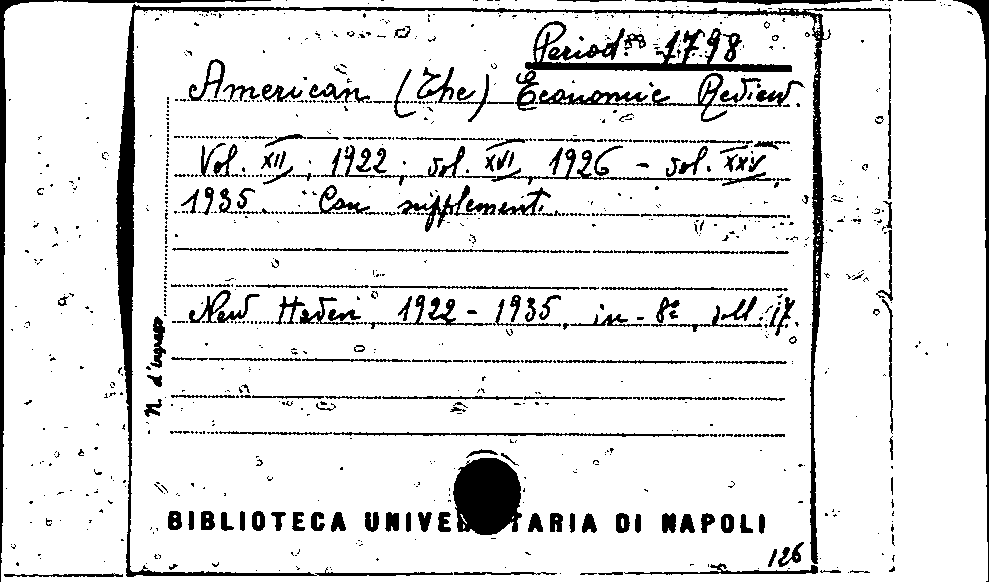 Period.co 1798
American (The) Economic Review.
Vol. XII, 1922; vol. XVI, 1926 - vol. XXV,
1935. Con supplementi.
New Haven, 1922 - 1935, in-8º, voll. 17.
N. d'ingresso
BIBLIOTECA UNIVE TARIA DI NAPOLI
126